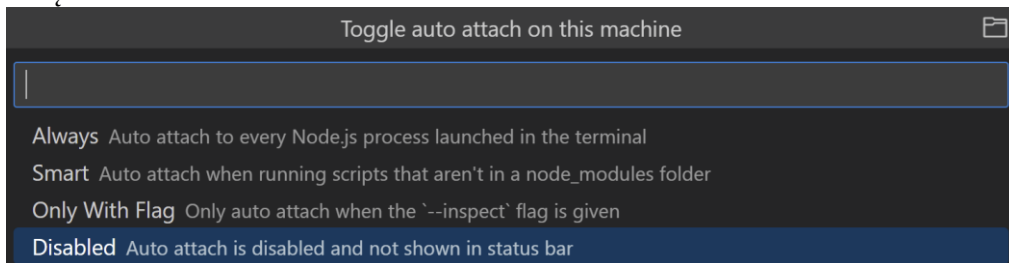 Toggle auto attach on this machine
Always Auto attach to every Node.js process launched in the terminal
Smart Auto attach when running scripts that aren't in a node_modules folder
Only With Flag Only auto attach when the `--inspect` flag is given
Disabled Auto attach is disabled and not shown in status bar